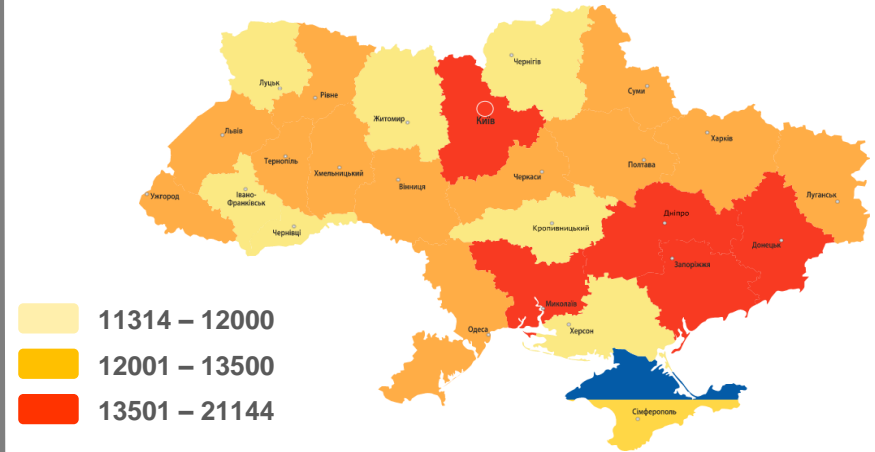 Чернігів
Луцьк
Рівне
Суми
Житомир
Київ
Львів
Харків
Тернопіль
Хмельницький
Полтава
Вінниця
Черкаси
Ужгород
Івано-
Франківськ
Луганськ
Чернівці
Кропивницький
Дніпро
Донецьк
Запоріжжа
Миколаїв
Одеса
Херсон
Сімферополь
11314 – 12000
12001 – 13500
13501 – 21144